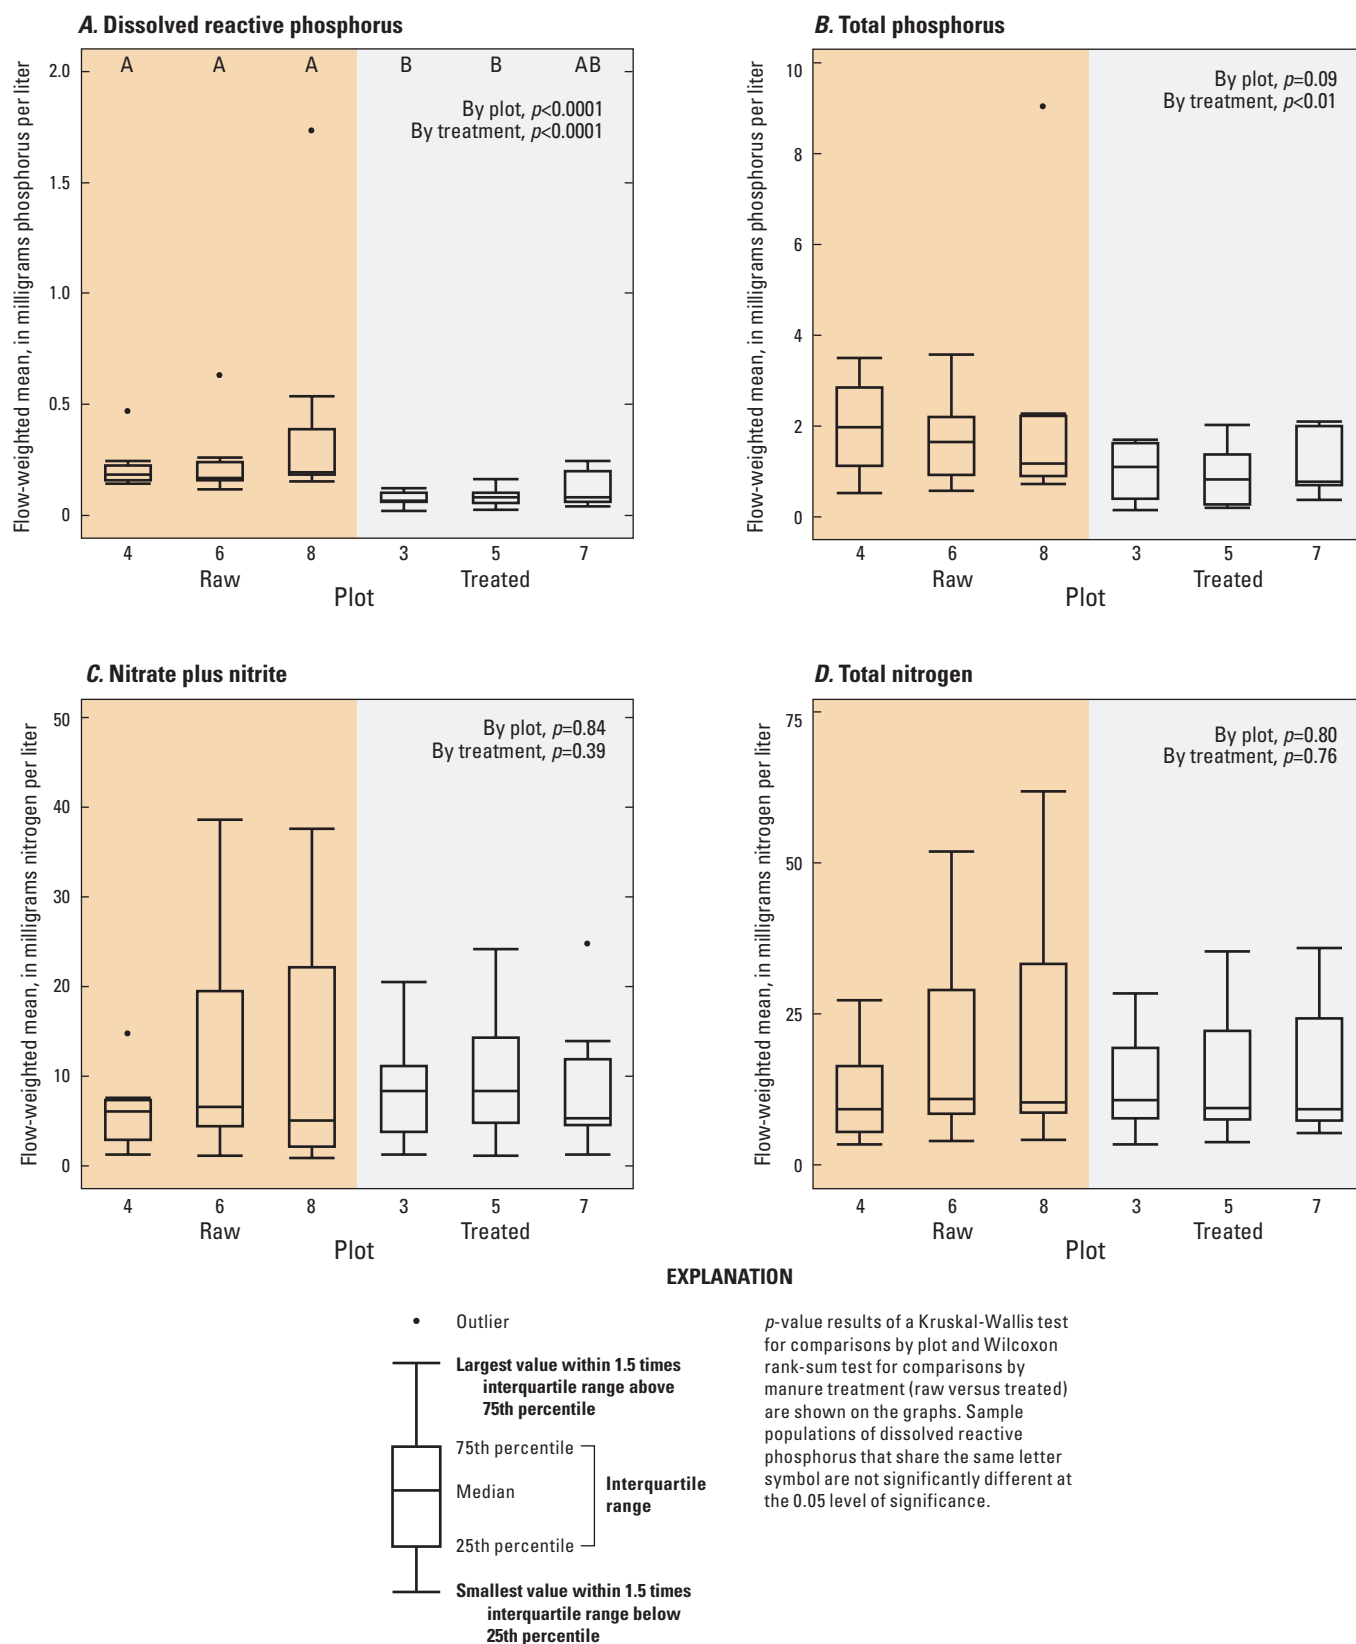 A. Dissolved reactive phosphorus
Flow-weighted mean, in milligrams phosphorus per liter
2.0
1.5
1.0
0.5
0
A A A B B AB
By plot, p<0.0001
By treatment, p<0.0001
4 6 8 3 5 7
Raw Treated
Plot
B. Total phosphorus
Flow-weighted mean, in milligrams phosphorus per liter
10
8
6
4
2
0
By plot, p=0.09
By treatment, p<0.01
4 6 8 3 5 7
Raw Treated
Plot
C. Nitrate plus nitrite
Flow-weighted mean, in milligrams nitrogen per liter
50
40
30
20
10
0
By plot, p=0.84
By treatment, p=0.39
4 6 8 3 5 7
Raw Treated
Plot
D. Total nitrogen
Flow-weighted mean, in milligrams nitrogen per liter
75
50
25
0
By plot, p=0.80
By treatment, p=0.76
4 6 8 3 5 7
Raw Treated
Plot
EXPLANATION
Outlier
Largest value within 1.5 times
interquartile range above
75th percentile
75th percentile
Median
Interquartile
range
25th percentile
Smallest value within 1.5 times
interquartile range below
25th percentile
p-value results of a Kruskal-Wallis test
for comparisons by plot and Wilcoxon
rank-sum test for comparisons by
manure treatment (raw versus treated)
are shown on the graphs. Sample
populations of dissolved reactive
phosphorus that share the same letter
symbol are not significantly different at
the 0.05 level of significance.